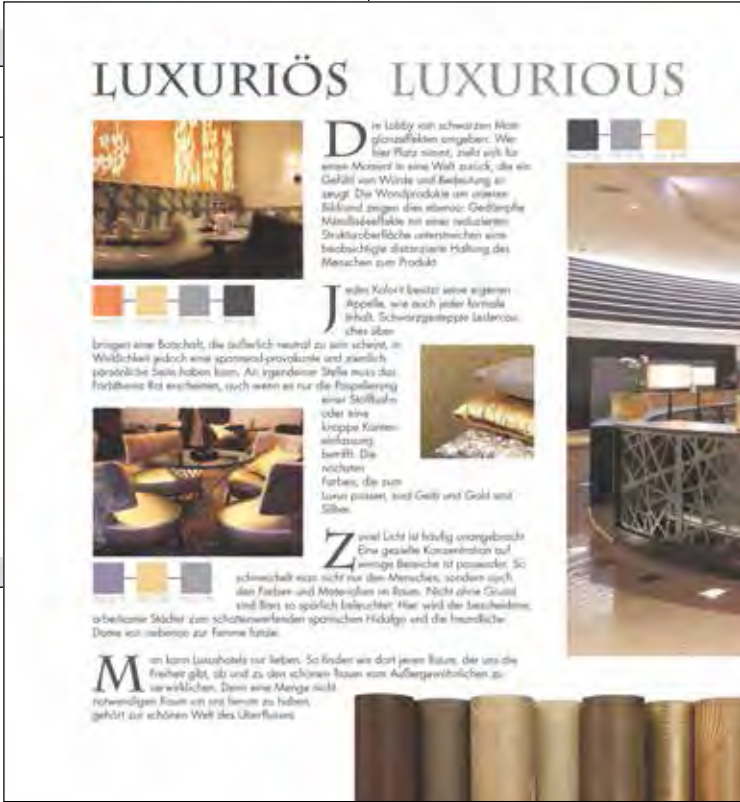 LUXURIÖS LUXURIOUS
Die Lobby von schwarzen Matt-
glanzeffekten umgeben: Wer
hier Platz nimmt, zieht sich für
einen Moment in eine Welt zurück, die ein
Gefühl von Würde und Bedeutung er-
zeugt. Die Wandprodukte um unseren
Bildrand zeigen dies ebenso: Gedämpfte
Metalliséeffekte mit einer reduzierten
Strukturoberfläche unterstreichen eine
beabsichtigte distanzierte Haltung des
Menschen zum Produkt.
Jedes Kolorit besitzt seine eigenen
Appelle, wie auch jeder formale
Inhalt. Schwarzgesteppte Ledercou-
ches über-
bringen eine Botschaft, die äußerlich neutral zu sein scheint, in
Wirklichkeit jedoch eine spannend-provokante und ziemlich
persönliche Seite haben kann. An irgendeiner Stelle muss das
Farbthema Rot erscheinen, auch wenn es nur die Paspelierung
einer Stoffbahn
oder eine
knappe Kanten-
einfassung
betrifft. Die
nächsten
Farben, die zum
Luxus passen, sind Gelb und Gold und
Silber.
Zuviel Licht ist häufig unangebracht.
Eine gezielte Konzentration auf
wenige Bereiche ist passender. So
schmeichelt man nicht nur den Menschen, sondern auch
den Farben und Materialien im Raum. Nicht ohne Grund
sind Bars so spärlich beleuchtet: Hier wird der bescheidene,
arbeitsame Städter zum schattenwerfenden spanischen Hidalgo und die freundliche
Dame von nebenan zur Femme fatale.
Man kann Luxushotels nur lieben. So finden wir dort jenen Raum, der uns die
Freiheit gibt, ab und zu den schönen Traum vom Außergewöhnlichen zu
verwirklichen. Denn eine Menge nicht
notwendigen Raum um uns herum zu haben,
gehört zur schönen Welt des Überflusses.